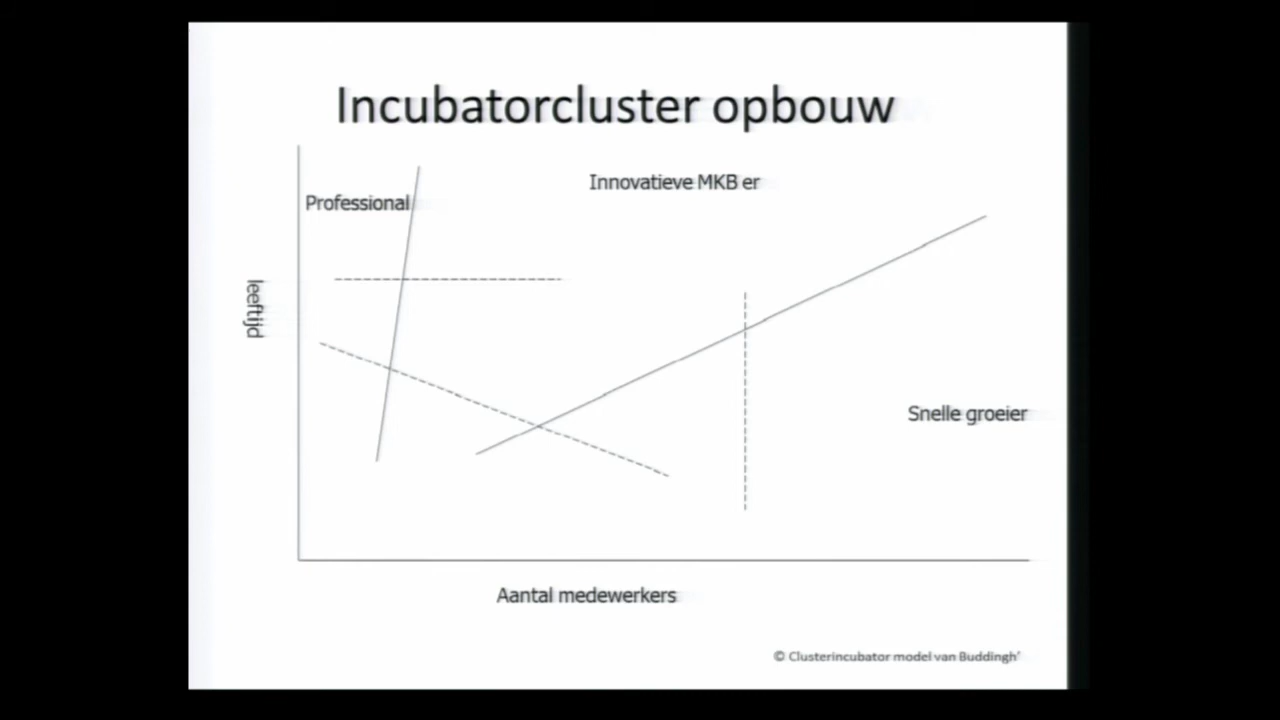 Incubatorcluster opbouw
Innovatieve MKB er
Professional
leeftijd
Snelle groeier
Aantal medewerkers
© Clusterincubator model van Buddingh'